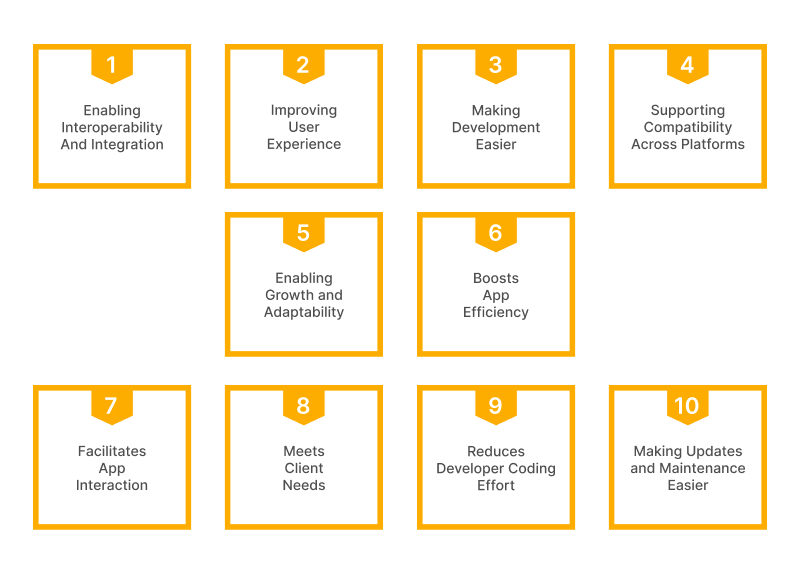 1
Enabling
Interoperability
And Integration
2
Improving
User
Experience
3
Making
Development
Easier
4
Supporting
Compatibility
Across Platforms
5
Enabling
Growth and
Adaptability
6
Boosts
App
Efficiency
7
Facilitates
App
Interaction
8
Meets
Client
Needs
9
Reduces
Developer Coding
Effort
10
Making Updates
and Maintenance
Easier